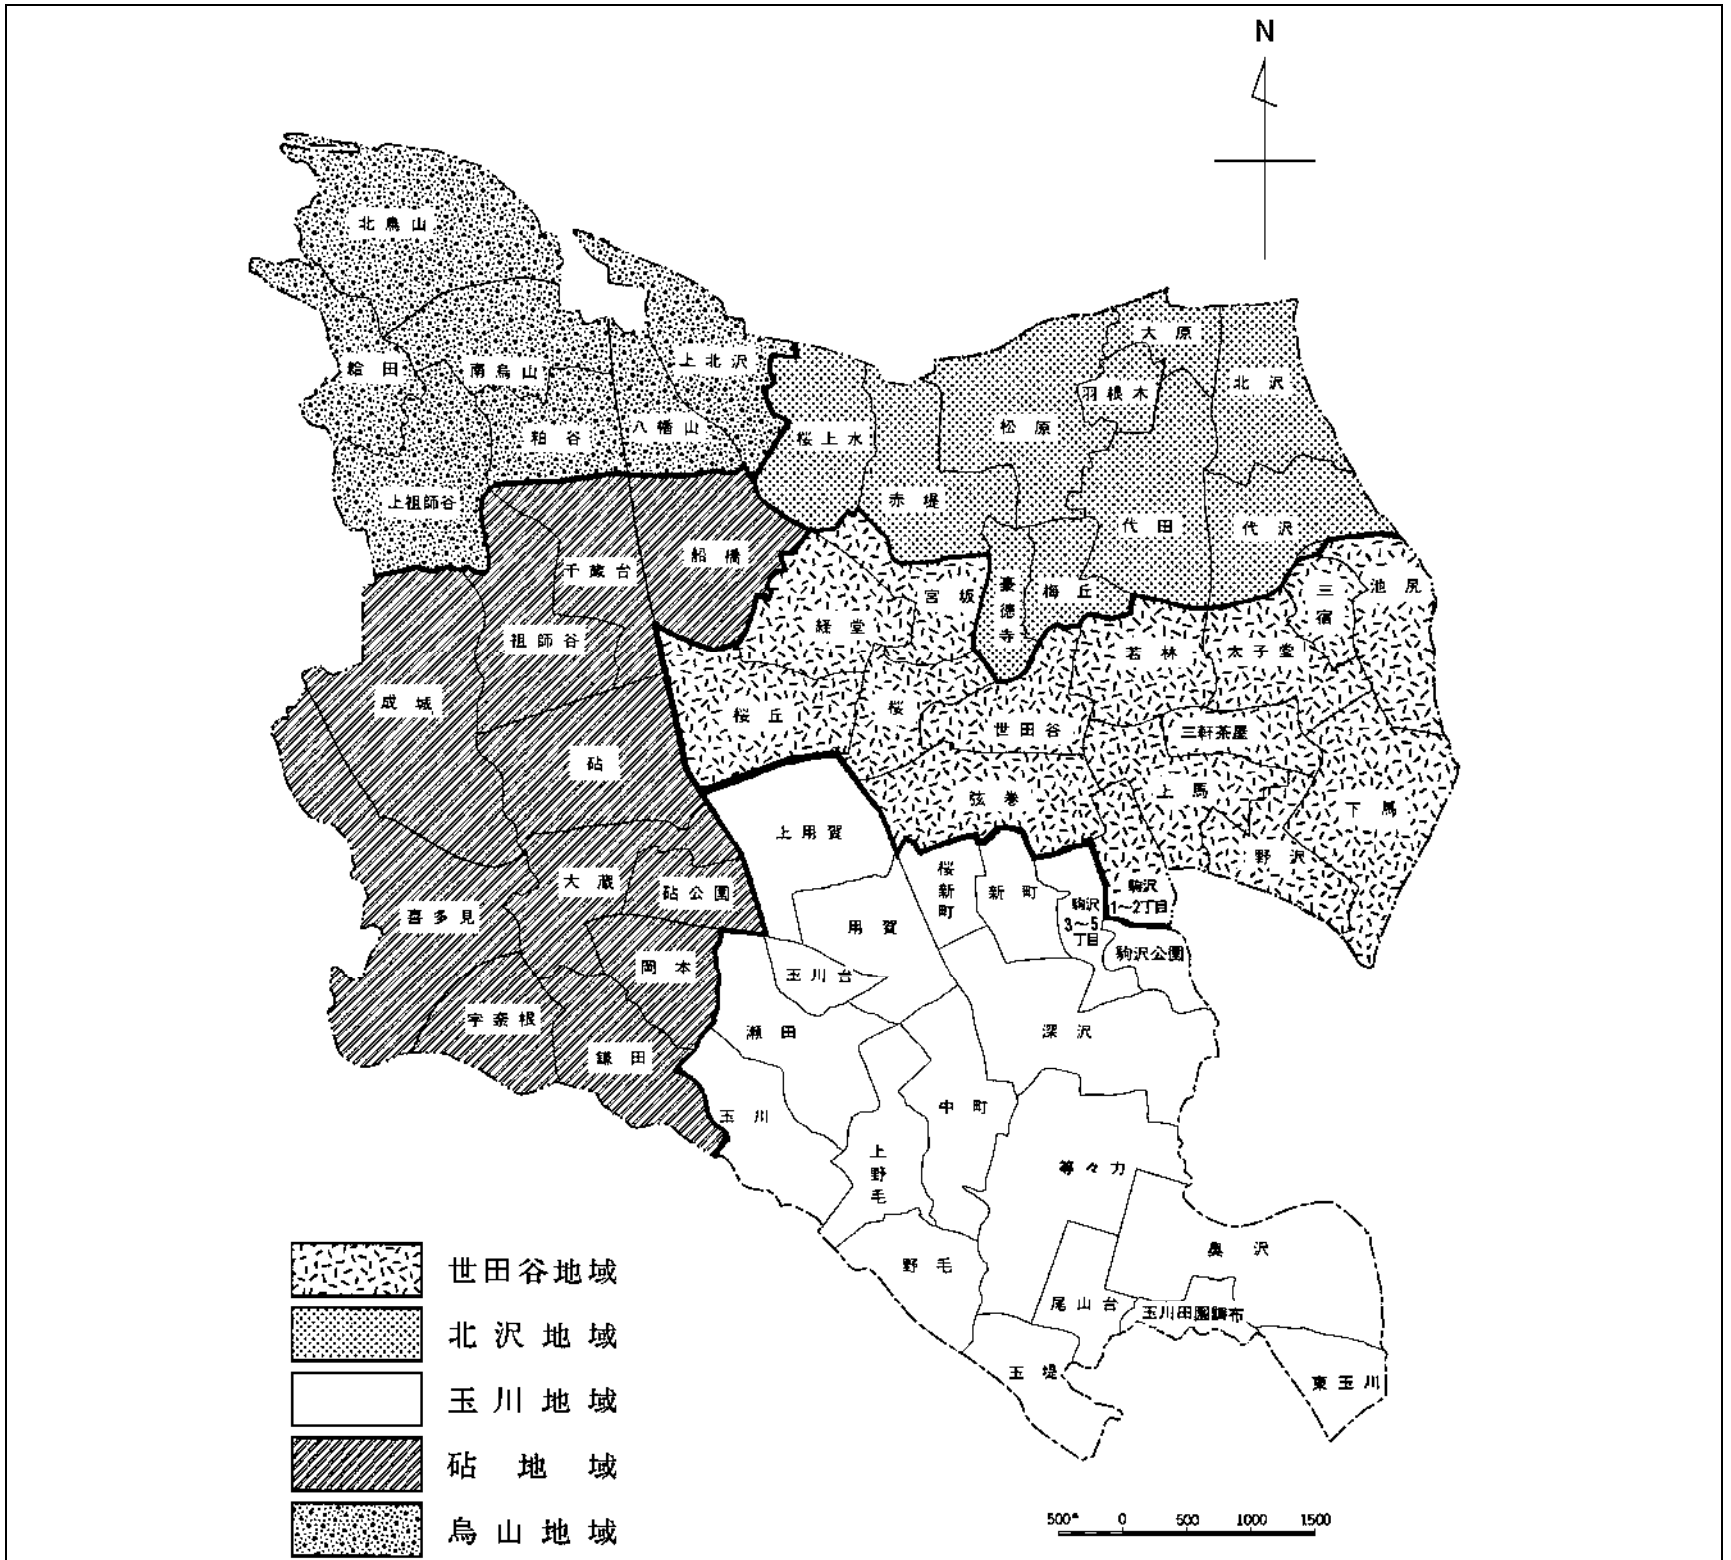 N
北烏山
大原
上北沢
給田
南烏山
北沢
羽根木
松原
八幡山
粕谷
桜上水
上祖師谷
赤堤
代田
代沢
船橋
千歳台
池尻
三宿
豪徳寺
梅丘
宮坂
経堂
祖師谷
若林
太子堂
成城
桜
桜丘
世田谷
三軒茶屋
砧
上馬
弦巻
下馬
上用賀
野沢
大蔵
砧公園
桜新町
新町
駒沢
1〜2丁目
駒沢
3〜5
丁目
喜多見
用賀
駒沢公園
岡本
玉川台
宇奈根
瀬田
深沢
鎌田
中町
玉川
等々力
上野毛
奥沢
野毛
尾山台
玉川田園調布
玉堤
東玉川
世田谷地域
北沢地域
玉川地域
砧地域
烏山地域
500m 0 500 1000 1500